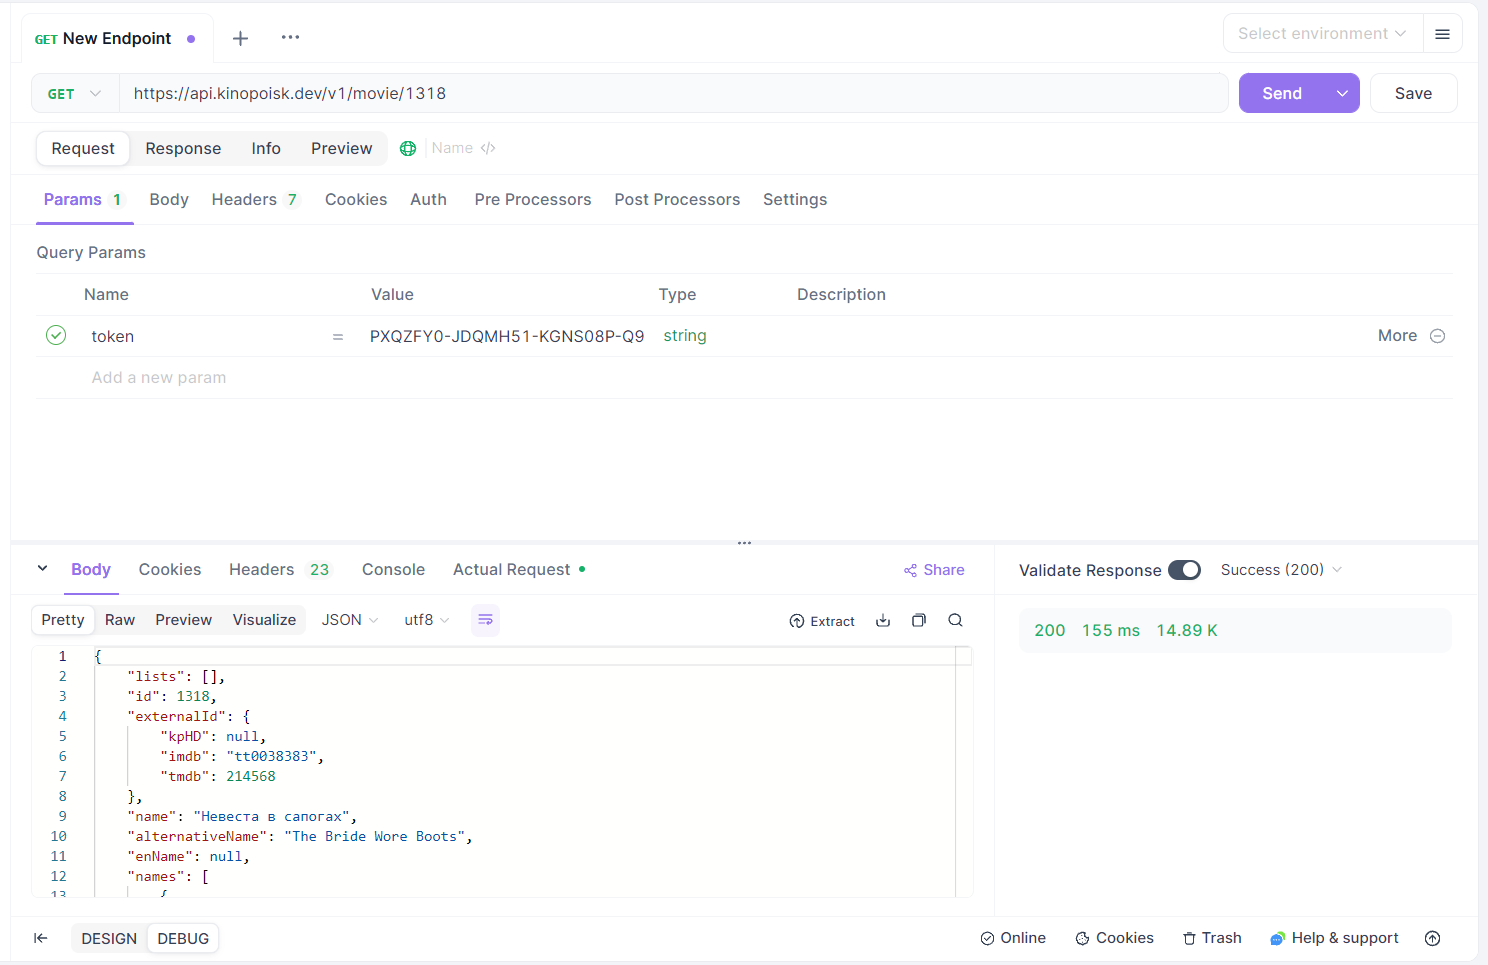 GET New Endpoint
Select environment
GET https://api.kinopoisk.dev/v1/movie/1318 Send Save
Request Response Info Preview Name
Params 1 Body Headers 7 Cookies Auth Pre Processors Post Processors Settings
Query Params
Name Value Type Description
token = PXQZFY0-JDQMH51-KGNS08P-Q9 string More
Add a new param
Body Cookies Headers 23 Console Actual Request Share
Validate Response Success (200)
Pretty Raw Preview Visualize JSON utf8 Extract
200 155 ms 14.89 K
1 {
2 "lists": [],
3 "id": 1318,
4 "externalId": {
5 "kpHD": null,
6 "imdb": "tt0038383",
7 "tmdb": 214568
8 },
9 "name": "Невеста в сапогах",
10 "alternativeName": "The Bride Wore Boots",
11 "enName": null,
12 "names": [
13 {
DESIGN DEBUG Online Cookies Trash Help & support